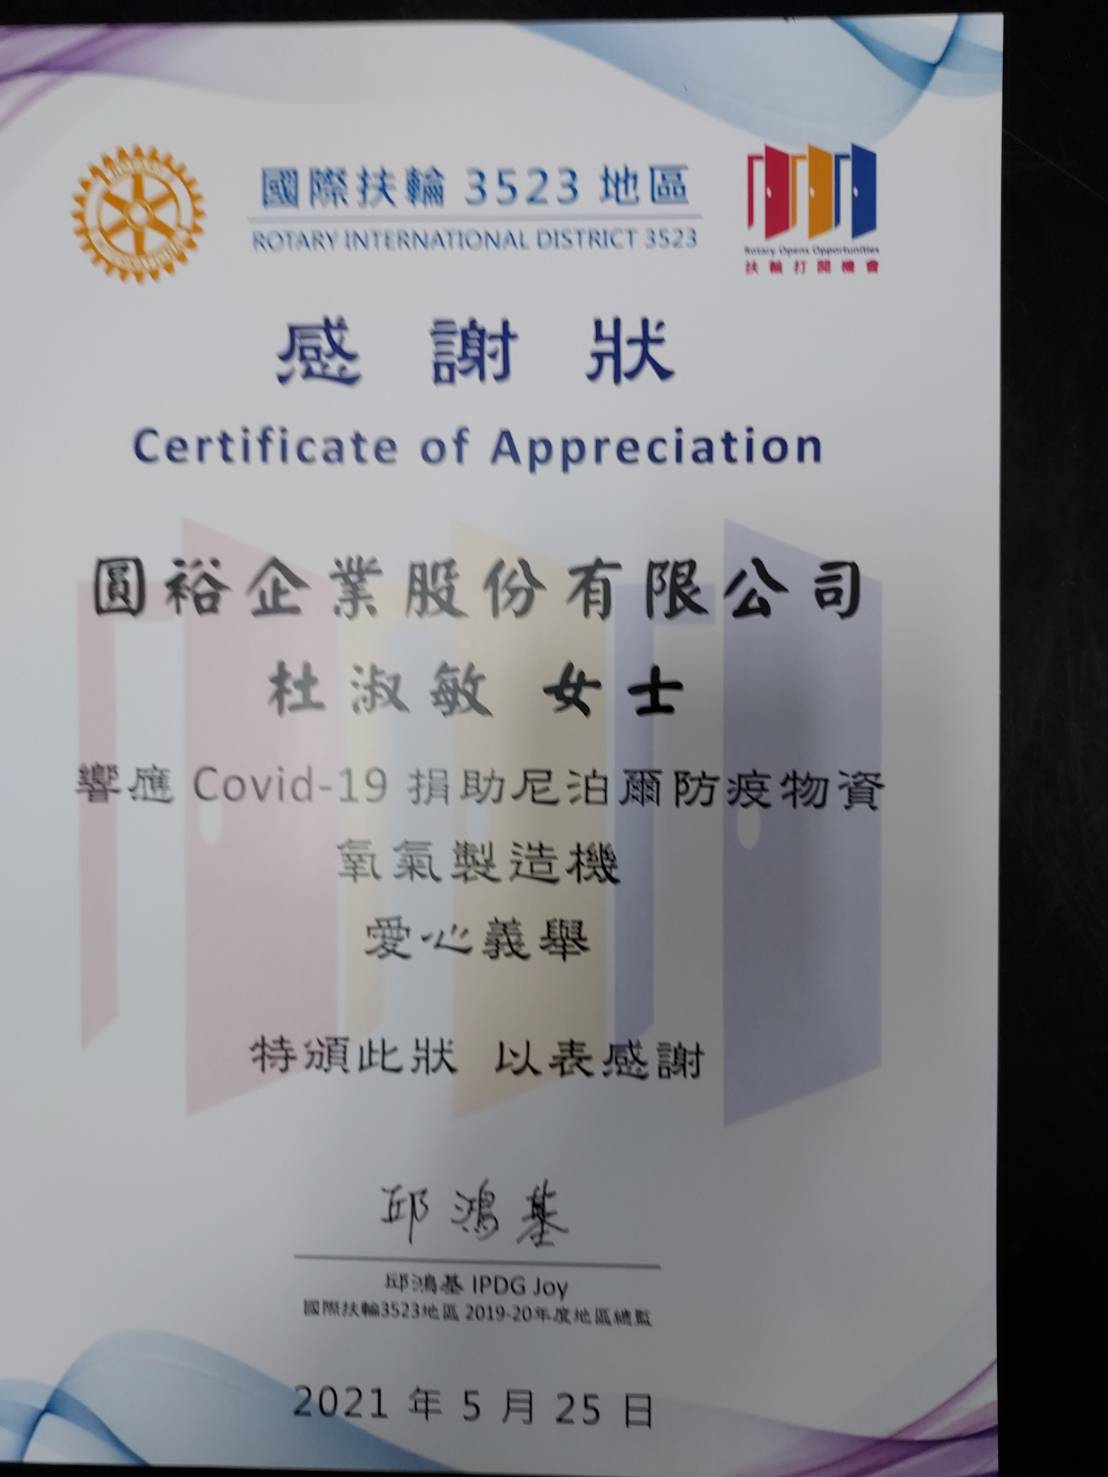 國際扶輪 3523 地區
ROTARY INTERNATIONAL DISTRICT 3523
Rotary Opens Opportunities
扶輪打開機會
感謝狀
Certificate of Appreciation
圓裕企業股份有限公司
杜淑敏 女士
響應 Covid-19 捐助尼泊爾防疫物資
氧氣製造機
愛心義舉
特頒此狀 以表感謝
邱鴻基
邱鴻基 IPDG Joy
國際扶輪3523地區 2019-20年度地區總監
2021 年 5 月 25 日